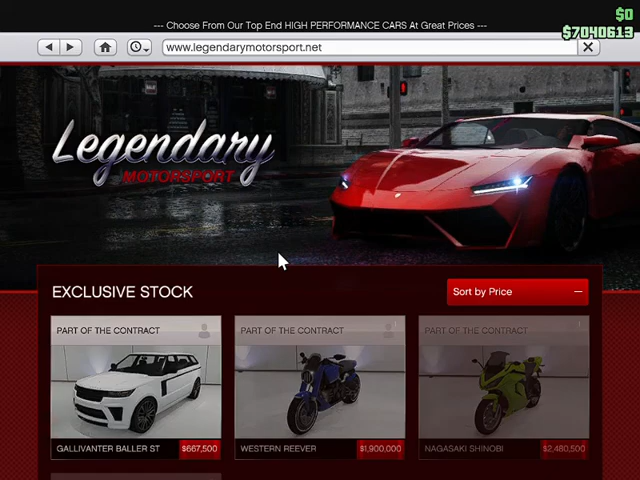 --- Choose From Our Top End HIGH PERFORMANCE CARS At Great Prices ---
$0
$7040613
www.legendarymotorsport.net
Legendary
MOTORSPORT
EXCLUSIVE STOCK
Sort by Price
PART OF THE CONTRACT
PART OF THE CONTRACT
PART OF THE CONTRACT
GALLIVANTER BALLER ST $667,500
WESTERN REEVER $1,900,000
NAGASAKI SHINOBI $2,480,500